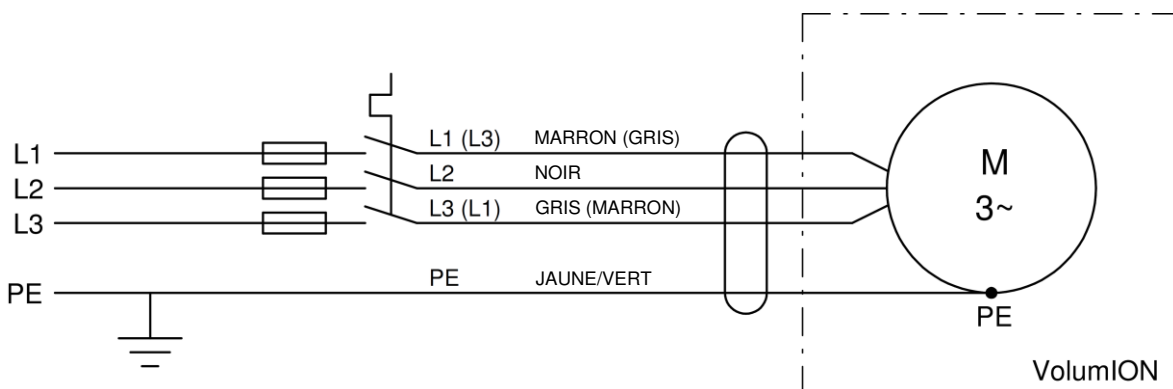 L1 L1 (L3) MARRON (GRIS)
L2 L2 NOIR
L3 L3 (L1) GRIS (MARRON)
PE PE JAUNE/VERT
M
3~
PE
VolumION